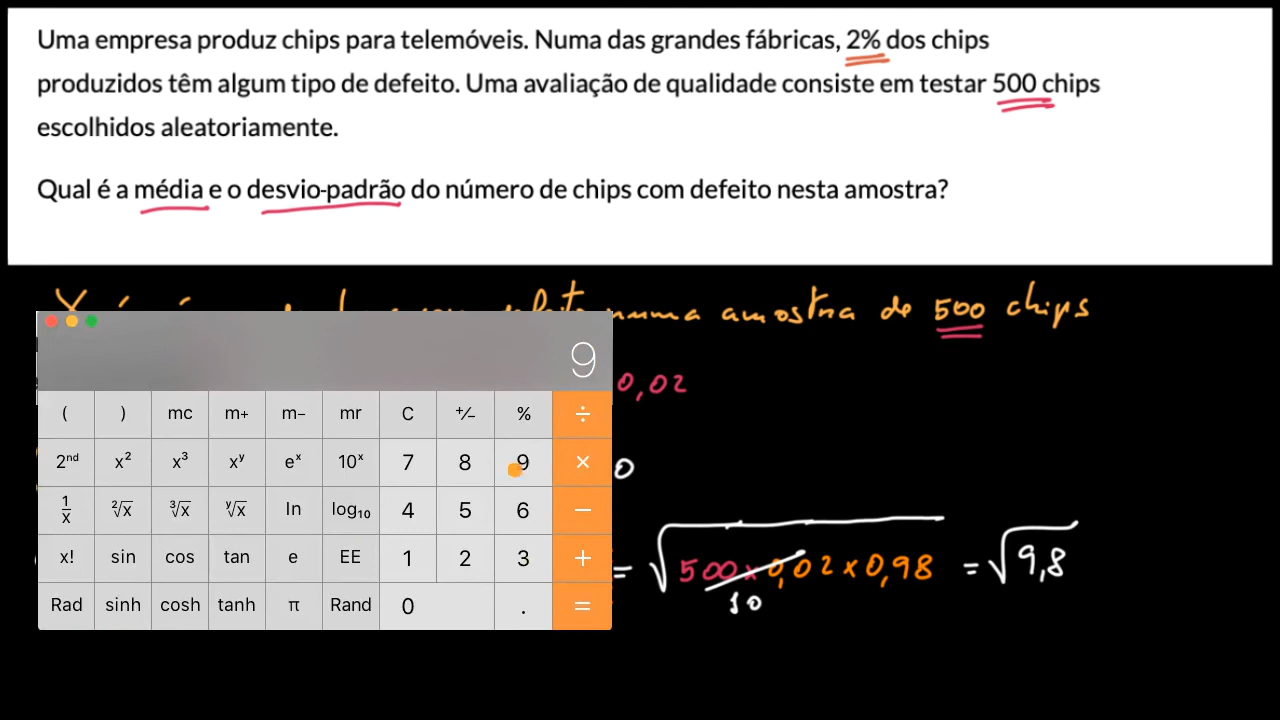 Uma empresa produz chips para telemóveis. Numa das grandes fábricas, 2% dos chips
produzidos têm algum tipo de defeito. Uma avaliação de qualidade consiste em testar 500 chips
escolhidos aleatoriamente.
Qual é a média e o desvio-padrão do número de chips com defeito nesta amostra?
numa amostra de 500 chips
9
0,02
( ) mc m+ m− mr C +/− % ÷
2nd x² x³ xʸ eˣ 10ˣ 7 8 9 ×
0
1/x ²√x ³√x ʸ√x ln log₁₀ 4 5 6 −
x! sin cos tan e EE 1 2 3 +
= √500×0,02×0,98 = √9,8
10
Rad sinh cosh tanh π Rand 0 . =